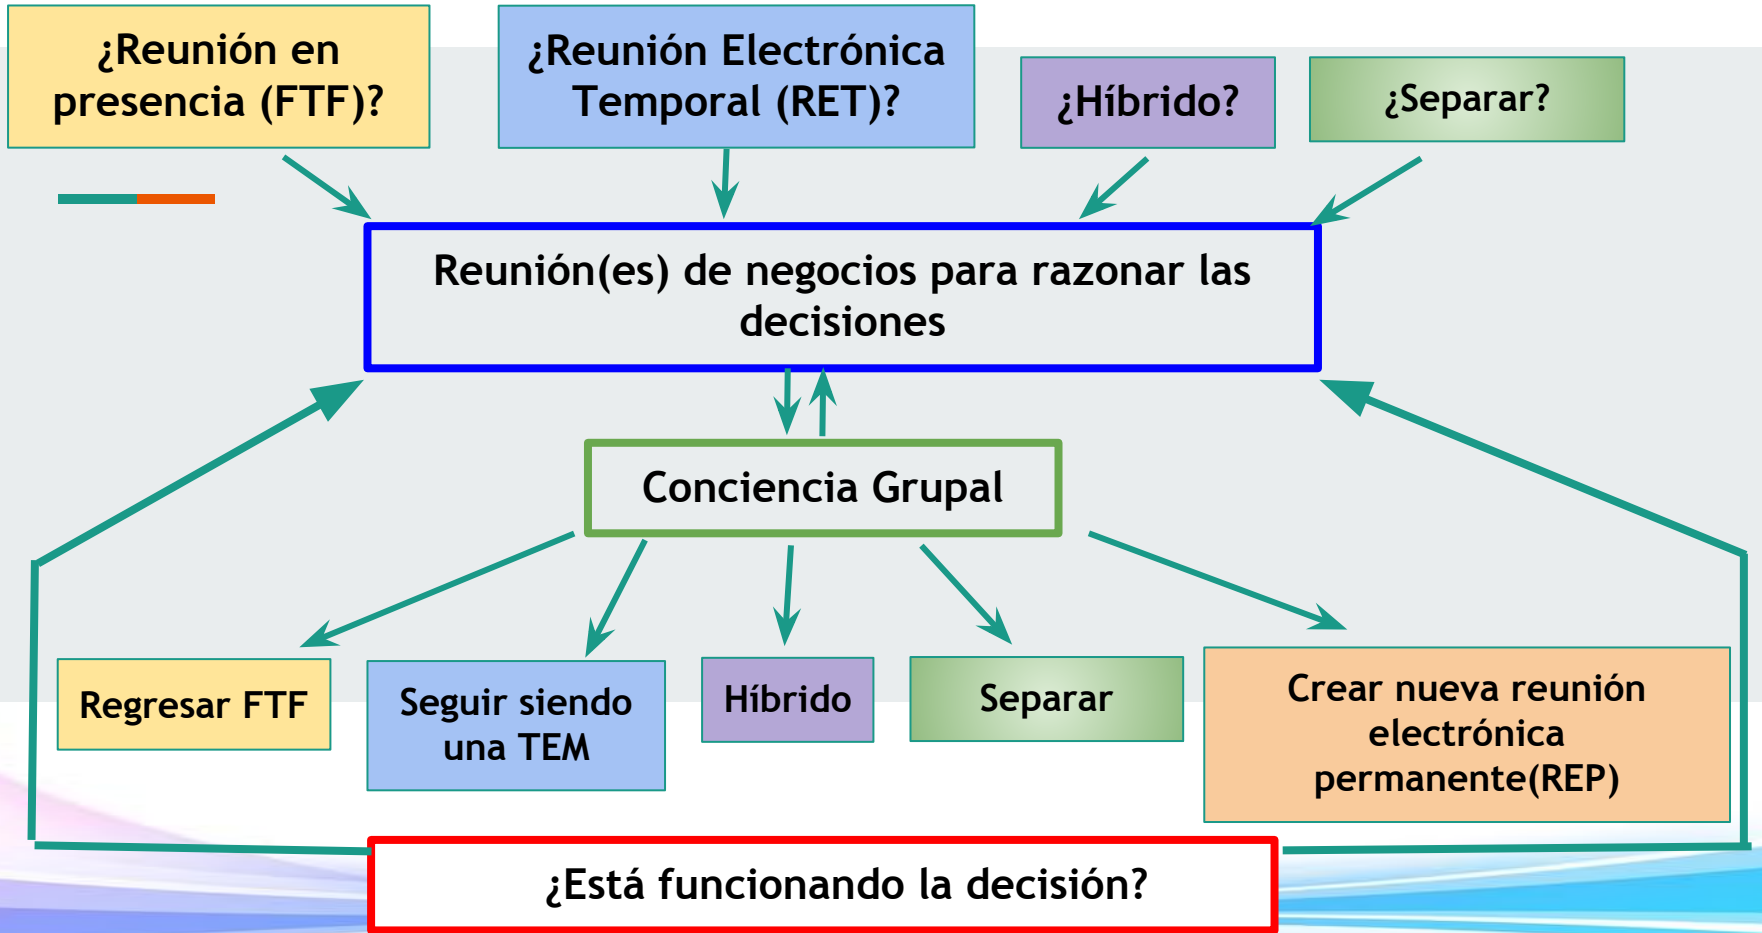 ¿Reunión en
presencia (FTF)?
¿Reunión Electrónica
Temporal (RET)?
¿Híbrido?
¿Separar?
Reunión(es) de negocios para razonar las
decisiones
Conciencia Grupal
Regresar FTF
Seguir siendo
una TEM
Híbrido
Separar
Crear nueva reunión
electrónica
permanente(REP)
¿Está funcionando la decisión?